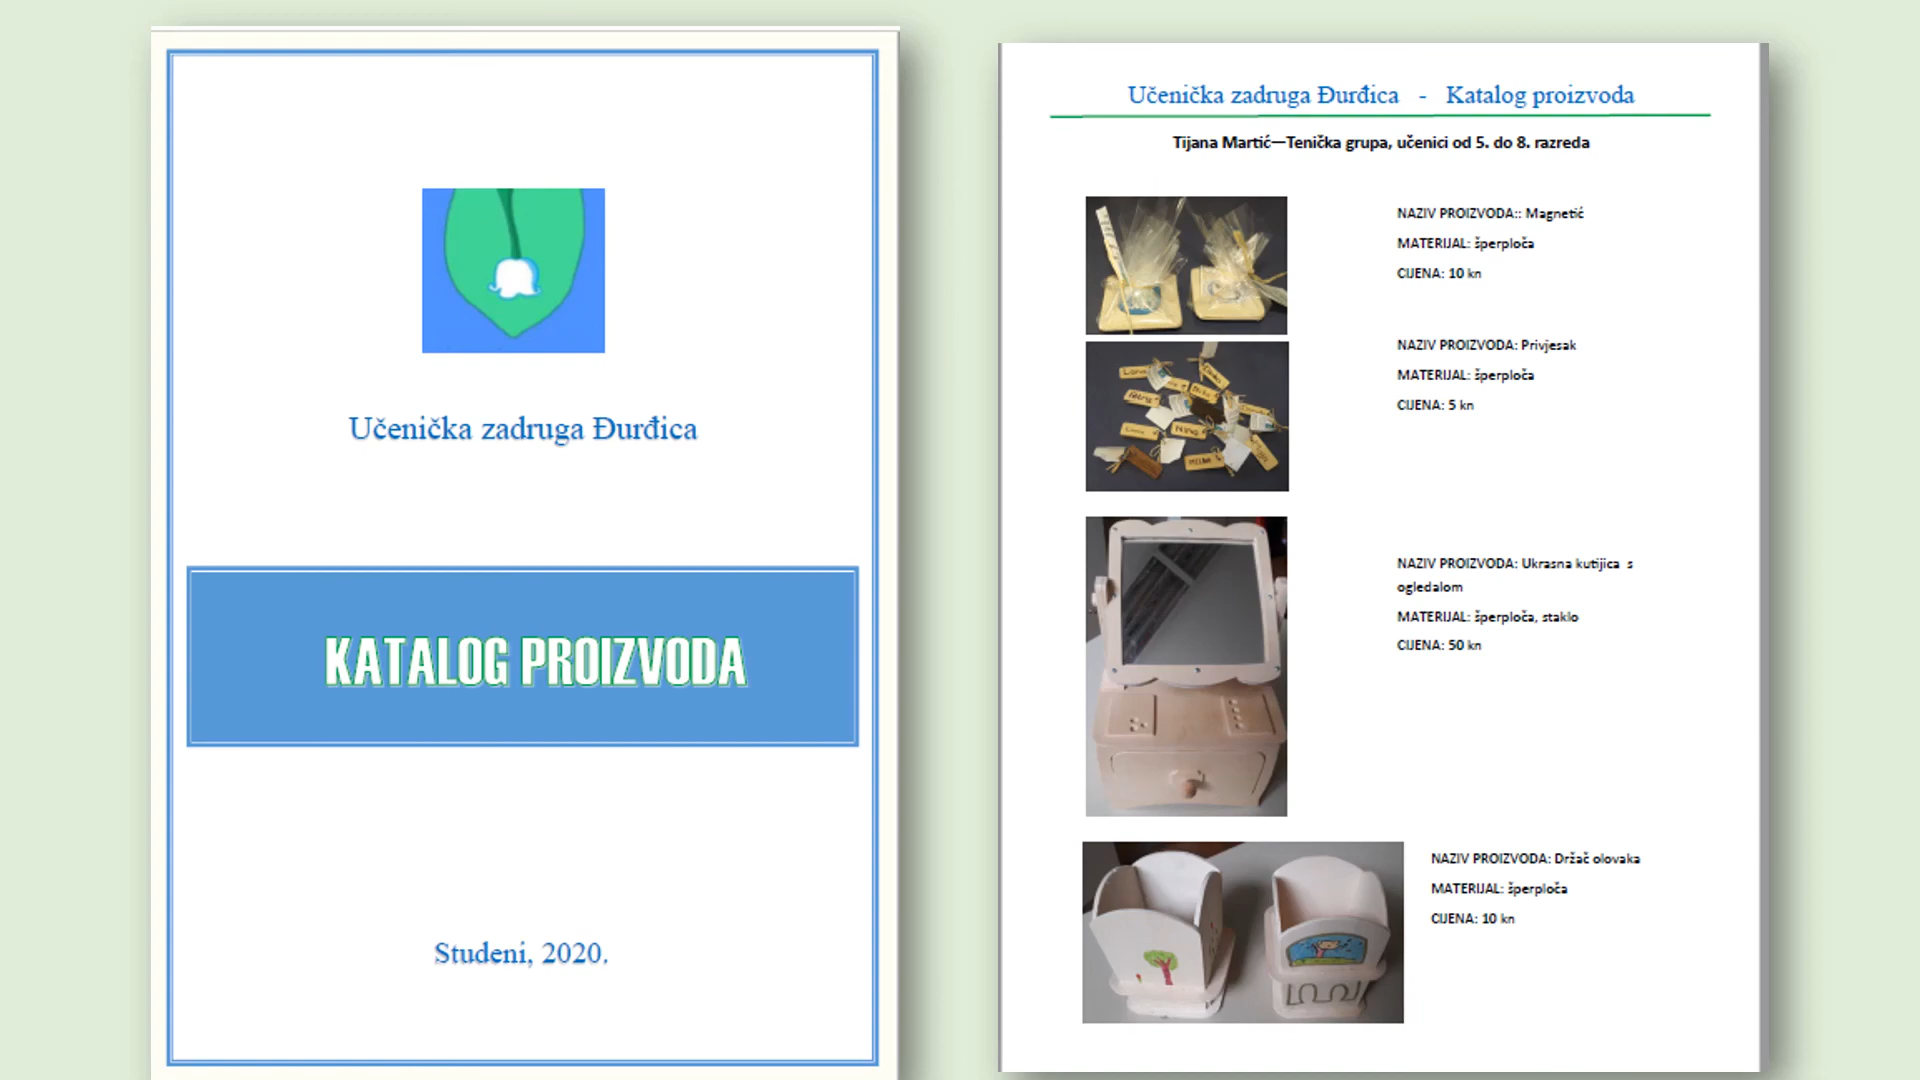 Učenička zadruga Đurđica
KATALOG PROIZVODA
Studeni, 2020.
Učenička zadruga Đurđica - Katalog proizvoda
Tijana Martić—Tenička grupa, učenici od 5. do 8. razreda
NAZIV PROIZVODA:: Magnetić
MATERIJAL: šperploča
CIJENA: 10 kn
NAZIV PROIZVODA: Privjesak
MATERIJAL: šperploča
CIJENA: 5 kn
NAZIV PROIZVODA: Ukrasna kutijica s
ogledalom
MATERIJAL: šperploča, staklo
CIJENA: 50 kn
NAZIV PROIZVODA: Držač olovaka
MATERIJAL: šperploča
CIJENA: 10 kn